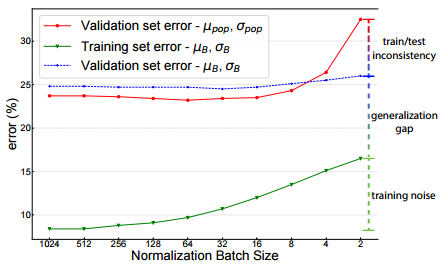 Validation set error - μpop, σpop
Training set error - μB, σB
Validation set error - μB, σB
30
25
20
15
10
error (%)
1024 512 256 128 64 32 16 8 4 2
Normalization Batch Size
train/test
inconsistency
generalization
gap
training noise